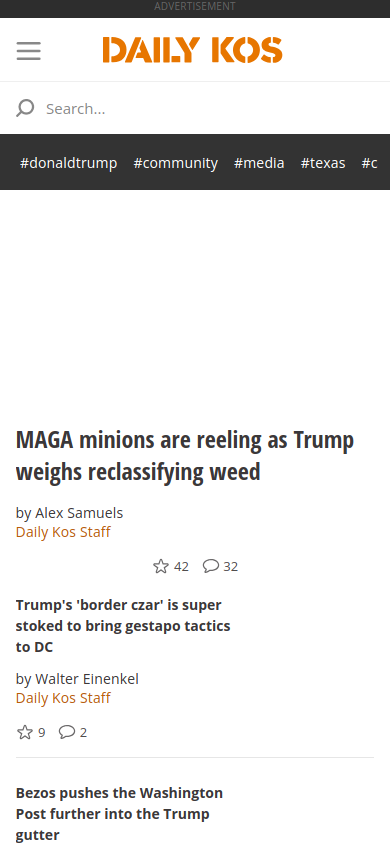 ADVERTISEMENT
DAILY KOS
Search...
#donaldtrump #community #media #texas #c
MAGA minions are reeling as Trump
weighs reclassifying weed
by Alex Samuels
Daily Kos Staff
42 32
Trump's 'border czar' is super
stoked to bring gestapo tactics
to DC
by Walter Einenkel
Daily Kos Staff
9 2
Bezos pushes the Washington
Post further into the Trump
gutter